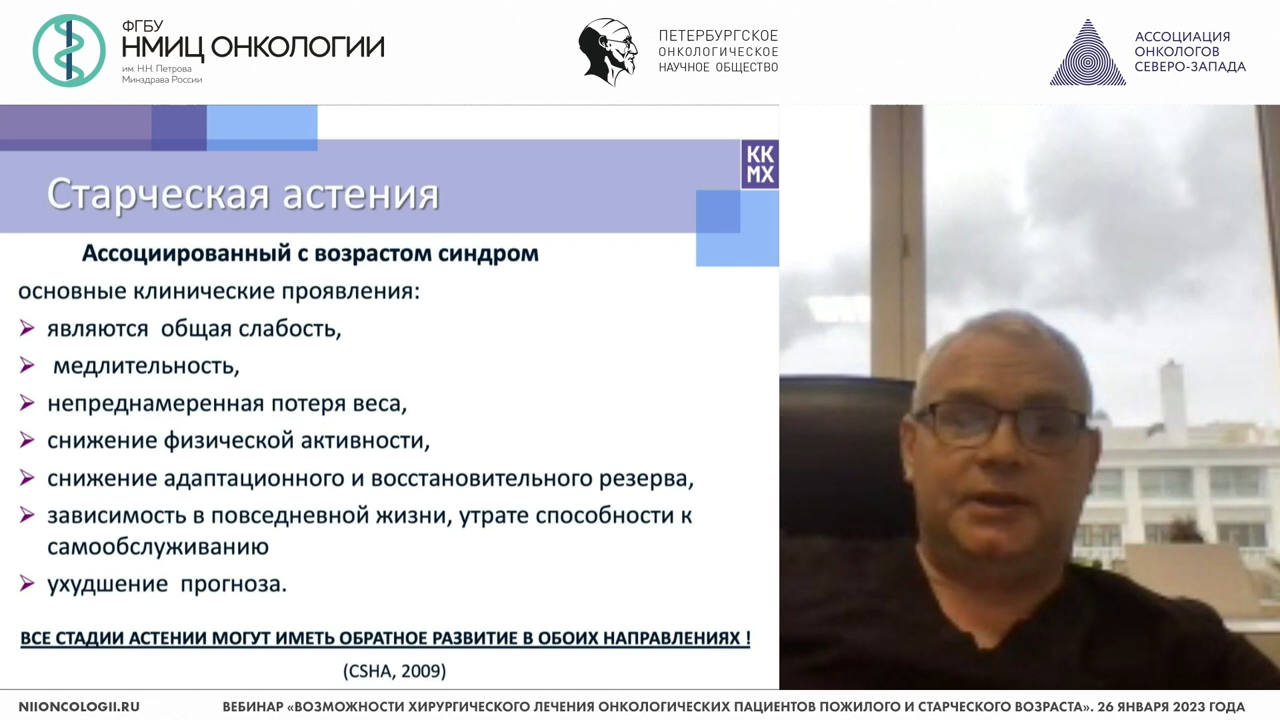 ФГБУ
НМИЦ ОНКОЛОГИИ
им. Н.Н. Петрова
Минздрава России
ПЕТЕРБУРГСКОЕ
ОНКОЛОГИЧЕСКОЕ
НАУЧНОЕ ОБЩЕСТВО
АССОЦИАЦИЯ
ОНКОЛОГОВ
СЕВЕРО-ЗАПАДА
КК
МХ
Старческая астения
Ассоциированный с возрастом синдром
основные клинические проявления:
являются общая слабость,
медлительность,
непреднамеренная потеря веса,
снижение физической активности,
снижение адаптационного и восстановительного резерва,
зависимость в повседневной жизни, утрате способности к
самообслуживанию
ухудшение прогноза.
ВСЕ СТАДИИ АСТЕНИИ МОГУТ ИМЕТЬ ОБРАТНОЕ РАЗВИТИЕ В ОБОИХ НАПРАВЛЕНИЯХ !
(CSHA, 2009)
NIIONCOLOGII.RU
ВЕБИНАР «ВОЗМОЖНОСТИ ХИРУРГИЧЕСКОГО ЛЕЧЕНИЯ ОНКОЛОГИЧЕСКИХ ПАЦИЕНТОВ ПОЖИЛОГО И СТАРЧЕСКОГО ВОЗРАСТА». 26 ЯНВАРЯ 2023 ГОДА